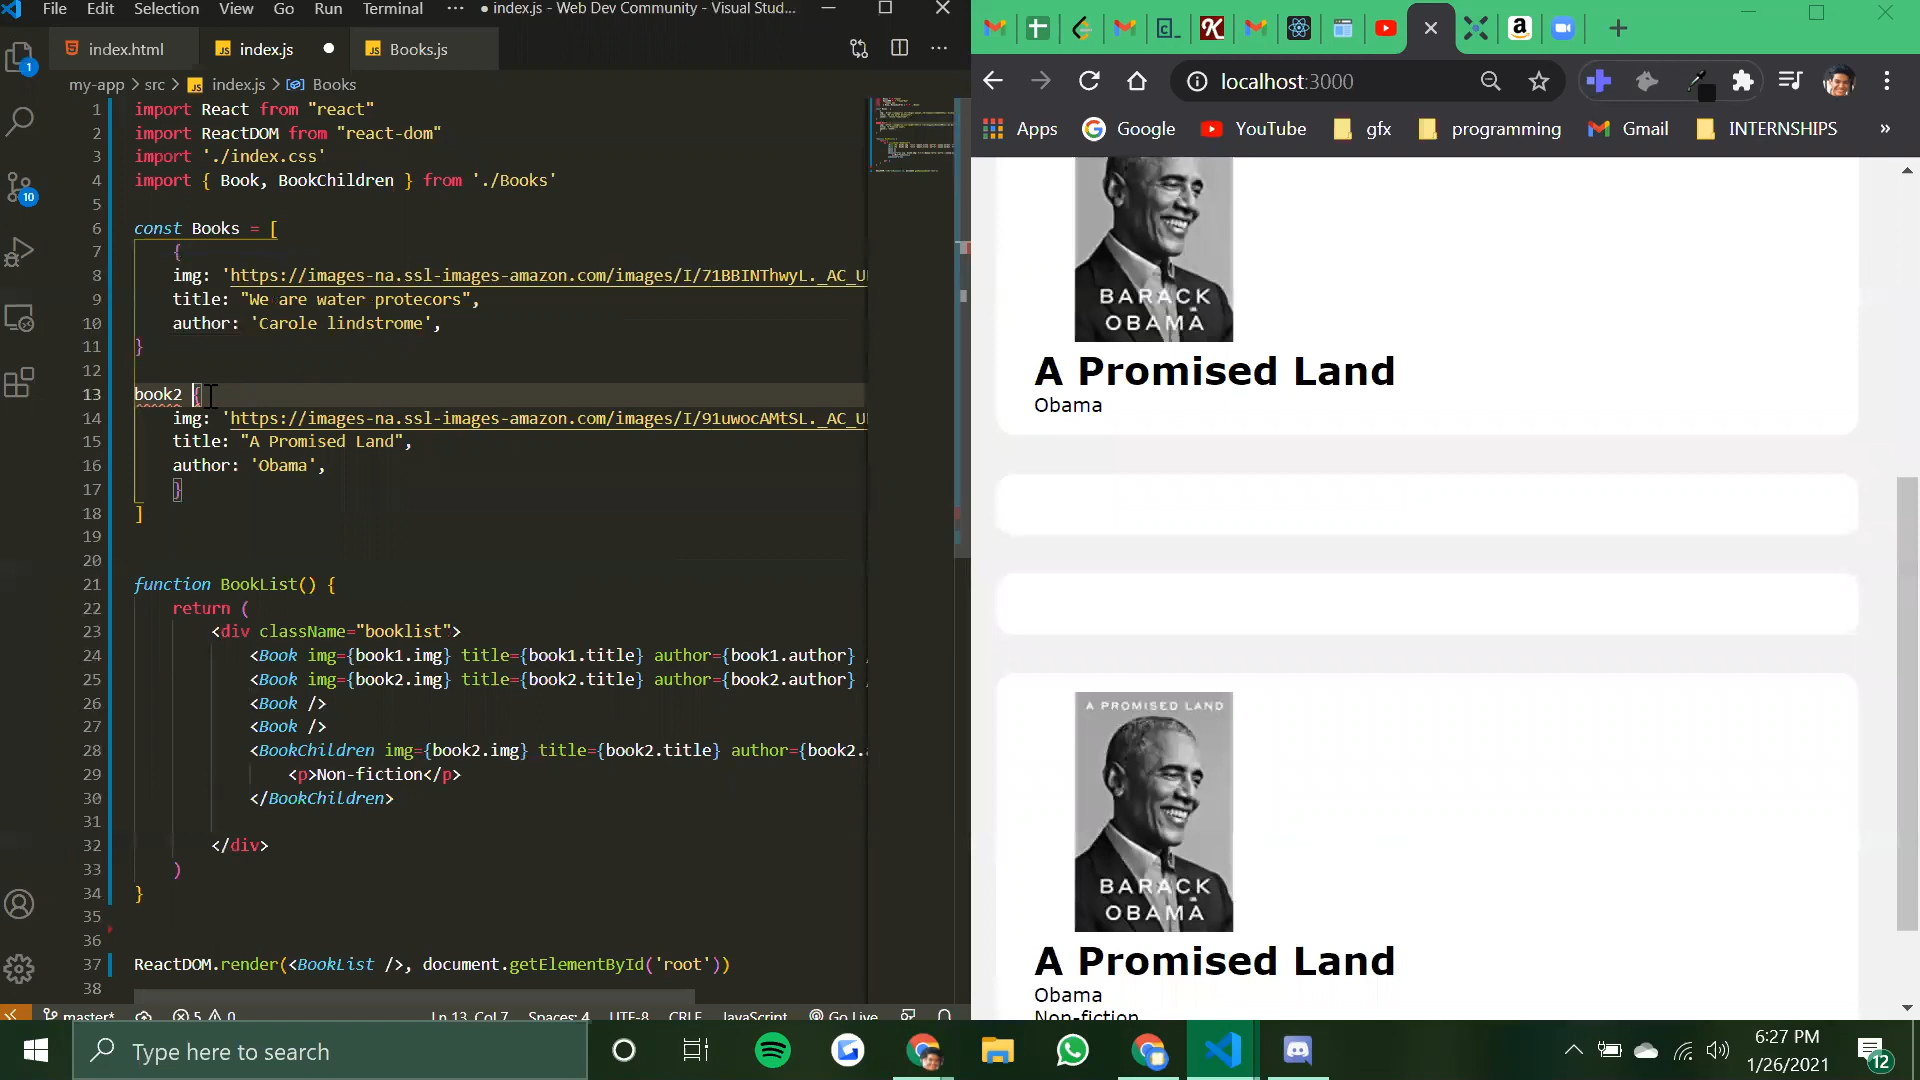 File Edit Selection View Go Run Terminal ··· ● index.js - Web Dev Community - Visual Stud...
index.html index.js Books.js
my-app > src > index.js > Books
1 import React from "react"
2 import ReactDOM from "react-dom"
3 import './index.css'
4 import { Book, BookChildren } from './Books'
5
6 const Books = [
7 {
8 img: 'https://images-na.ssl-images-amazon.com/images/I/71BBINThwyL._AC_U
9 title: "We are water protecors",
10 author: 'Carole lindstrome',
11 }
12
13 book2 {
14 img: 'https://images-na.ssl-images-amazon.com/images/I/91uwocAMtSL._AC_U
15 title: "A Promised Land",
16 author: 'Obama',
17 }
18 ]
19
20
21 function BookList() {
22 return (
23 <div className="booklist">
24 <Book img={book1.img} title={book1.title} author={book1.author} /
25 <Book img={book2.img} title={book2.title} author={book2.author} /
26 <Book />
27 <Book />
28 <BookChildren img={book2.img} title={book2.title} author={book2.
29 <p>Non-fiction</p>
30 </BookChildren>
31
32 </div>
33 )
34 }
35
36
37 ReactDOM.render(<BookList />, document.getElementById('root'))
38
1
10
master* 5 0 Ln 13, Col 7 Spaces: 4 UTF-8 CRLF JavaScript Go Live
localhost:3000
Apps Google YouTube gfx programming Gmail INTERNSHIPS »
BARACK
OBAMA
A Promised Land
Obama
A PROMISED LAND
BARACK
OBAMA
A Promised Land
Obama
Non-fiction
Type here to search
6:27 PM
1/26/2021
12